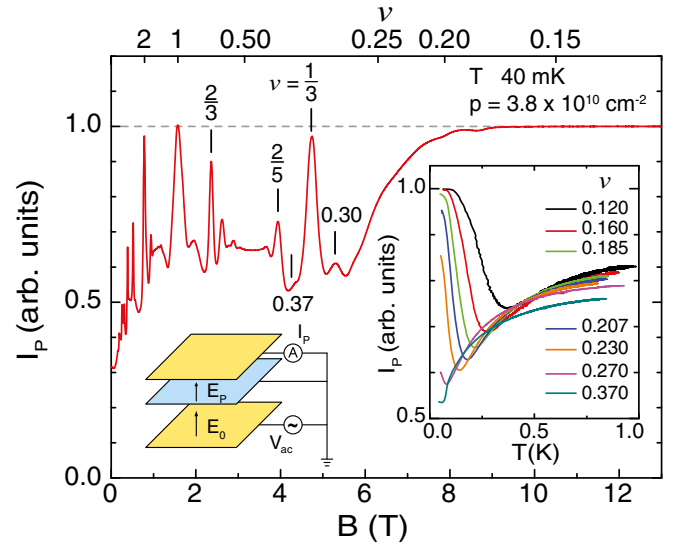 ν
2 1 0.50 0.25 0.20 0.15
T 40 mK
p = 3.8 x 10¹⁰ cm⁻²
ν = 1/3
2/3
2/5
0.30
0.37
I_P (arb. units)
1.0
0.5
0.0
0 2 4 6 8 10 12
B (T)
I_P
A
E_P
E_0
V_ac
~
I_P (arb. units)
1.0
0.5
0.0 0.5 1.0
T(K)
ν
0.120
0.160
0.185
0.207
0.230
0.270
0.370